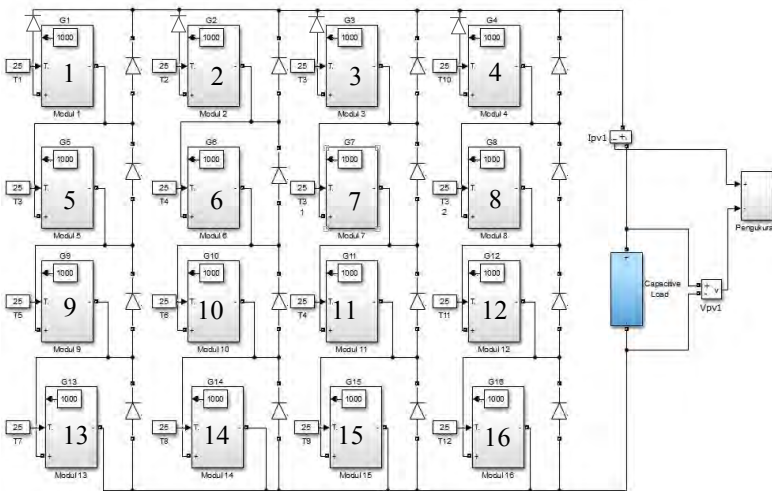 G1 G2 G3 G4
1000 1000 1000 1000
25 T. 1 - 25 T. 2 - 25 T. 3 - 25 T. 4 -
T1 T2 T3 T10
+ + + +
Modul 1 Modul 2 Modul 3 Modul 4
Ipv1
G5 G6 G7 G8
1000 1000 1000 1000
25 T. 5 - 25 T. 6 - 25 T. 7 - 25 T. 8 -
T3 T4 T3 1 T3 2
+ + + +
Modul 5 Modul 6 Modul 7 Modul 8
Pengukuran
G9 G10 G11 G12
1000 1000 1000 1000
25 T. 9 - 25 T. 10 - 25 T. 11 - 25 T. 12 -
T5 T6 T4 T11
+ + + +
Modul 9 Modul 10 Modul 11 Modul 12
Capacitive
Load
+ - v
Vpv1
G13 G14 G15 G16
1000 1000 1000 1000
25 T. 13 - 25 T. 14 - 25 T. 15 - 25 T. 16 -
T7 T8 T9 T12
+ + + +
Modul 13 Modul 14 Modul 15 Modul 16